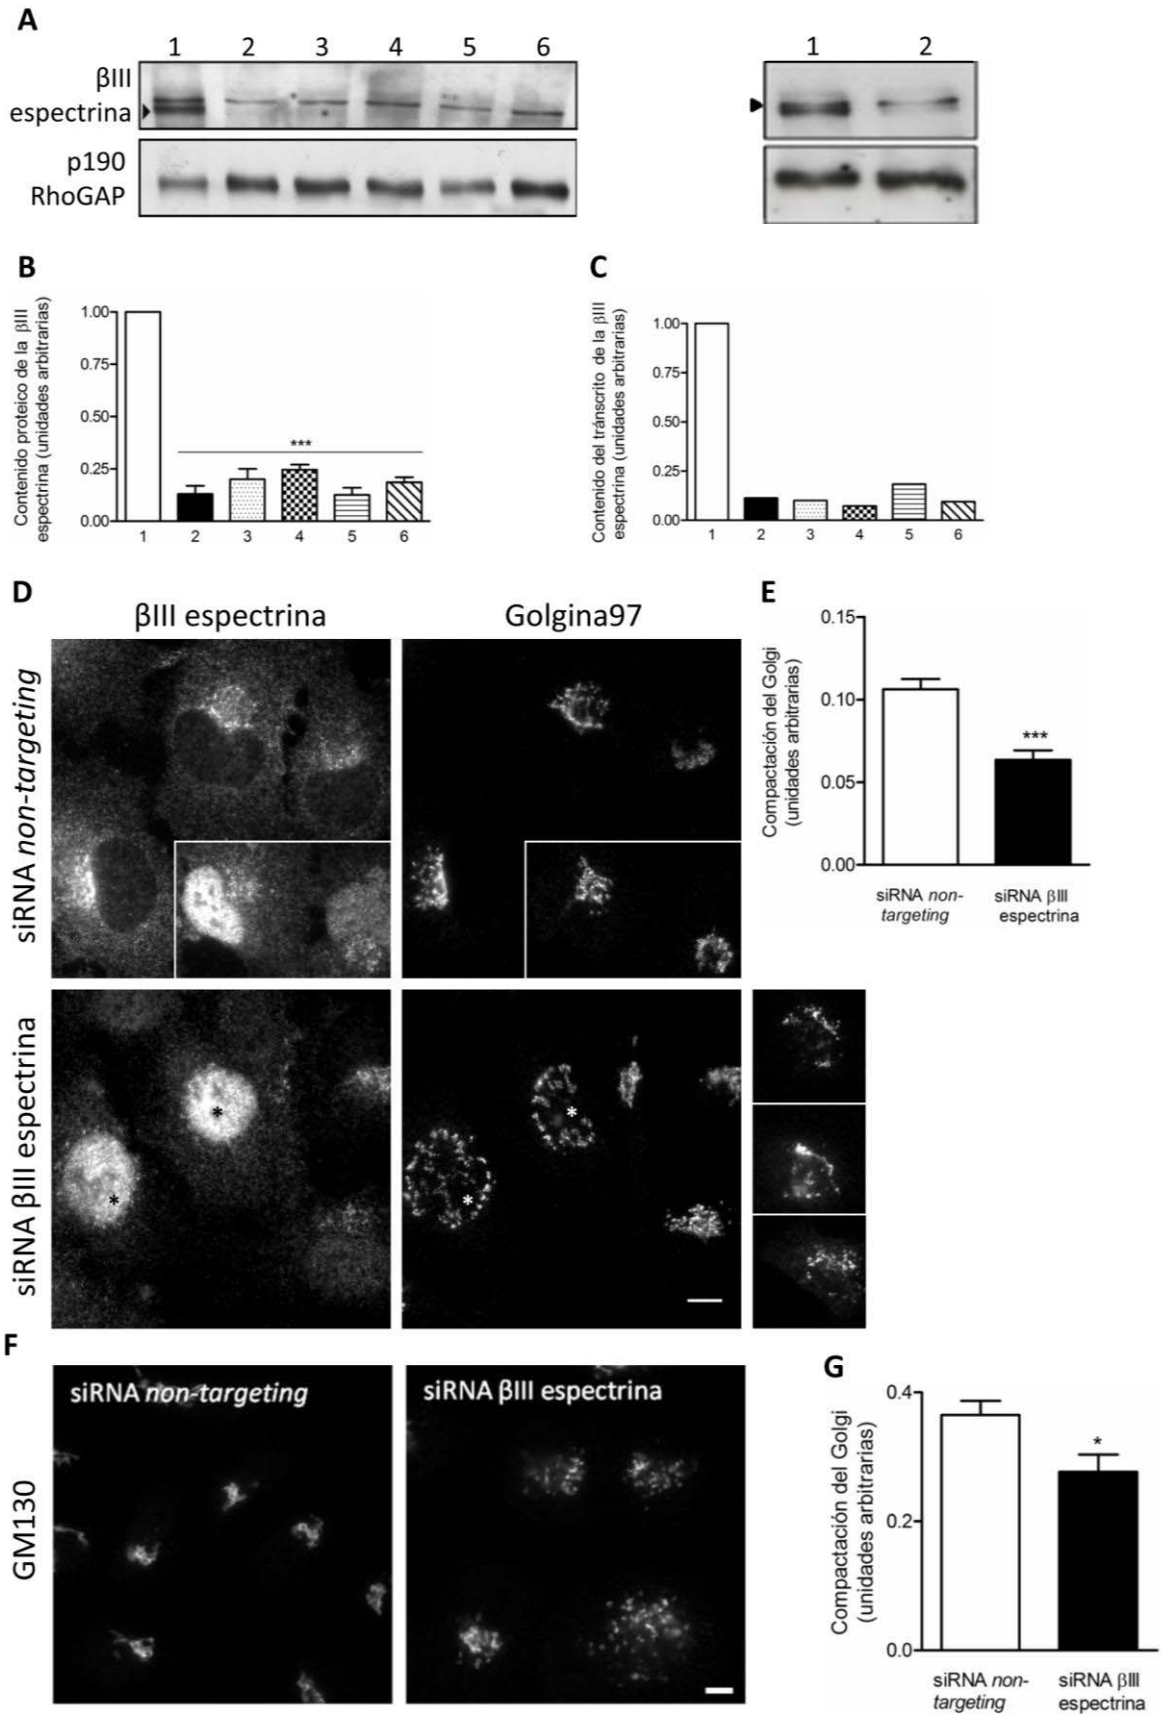 A
1 2 3 4 5 6
βIII
espectrina
p190
RhoGAP
1 2
B
Contenido proteico de la βIII
espectrina (unidades arbitrarias)
1.00
0.75
0.50
0.25
0.00
***
1 2 3 4 5 6
C
Contenido del tránscrito de la βIII
espectrina (unidades arbitrarias)
1.00
0.75
0.50
0.25
0.00
1 2 3 4 5 6
D
βIII espectrina
Golgina97
siRNA non-targeting
siRNA βIII espectrina
*
*
*
*
E
Compactación del Golgi
(unidades arbitrarias)
0.15
0.10
0.05
0.00
***
siRNA non-
targeting
siRNA βIII
espectrina
F
GM130
siRNA non-targeting
siRNA βIII espectrina
G
Compactación del Golgi
(unidades arbitrarias)
0.4
0.2
0.0
*
siRNA non-
targeting
siRNA βIII
espectrina